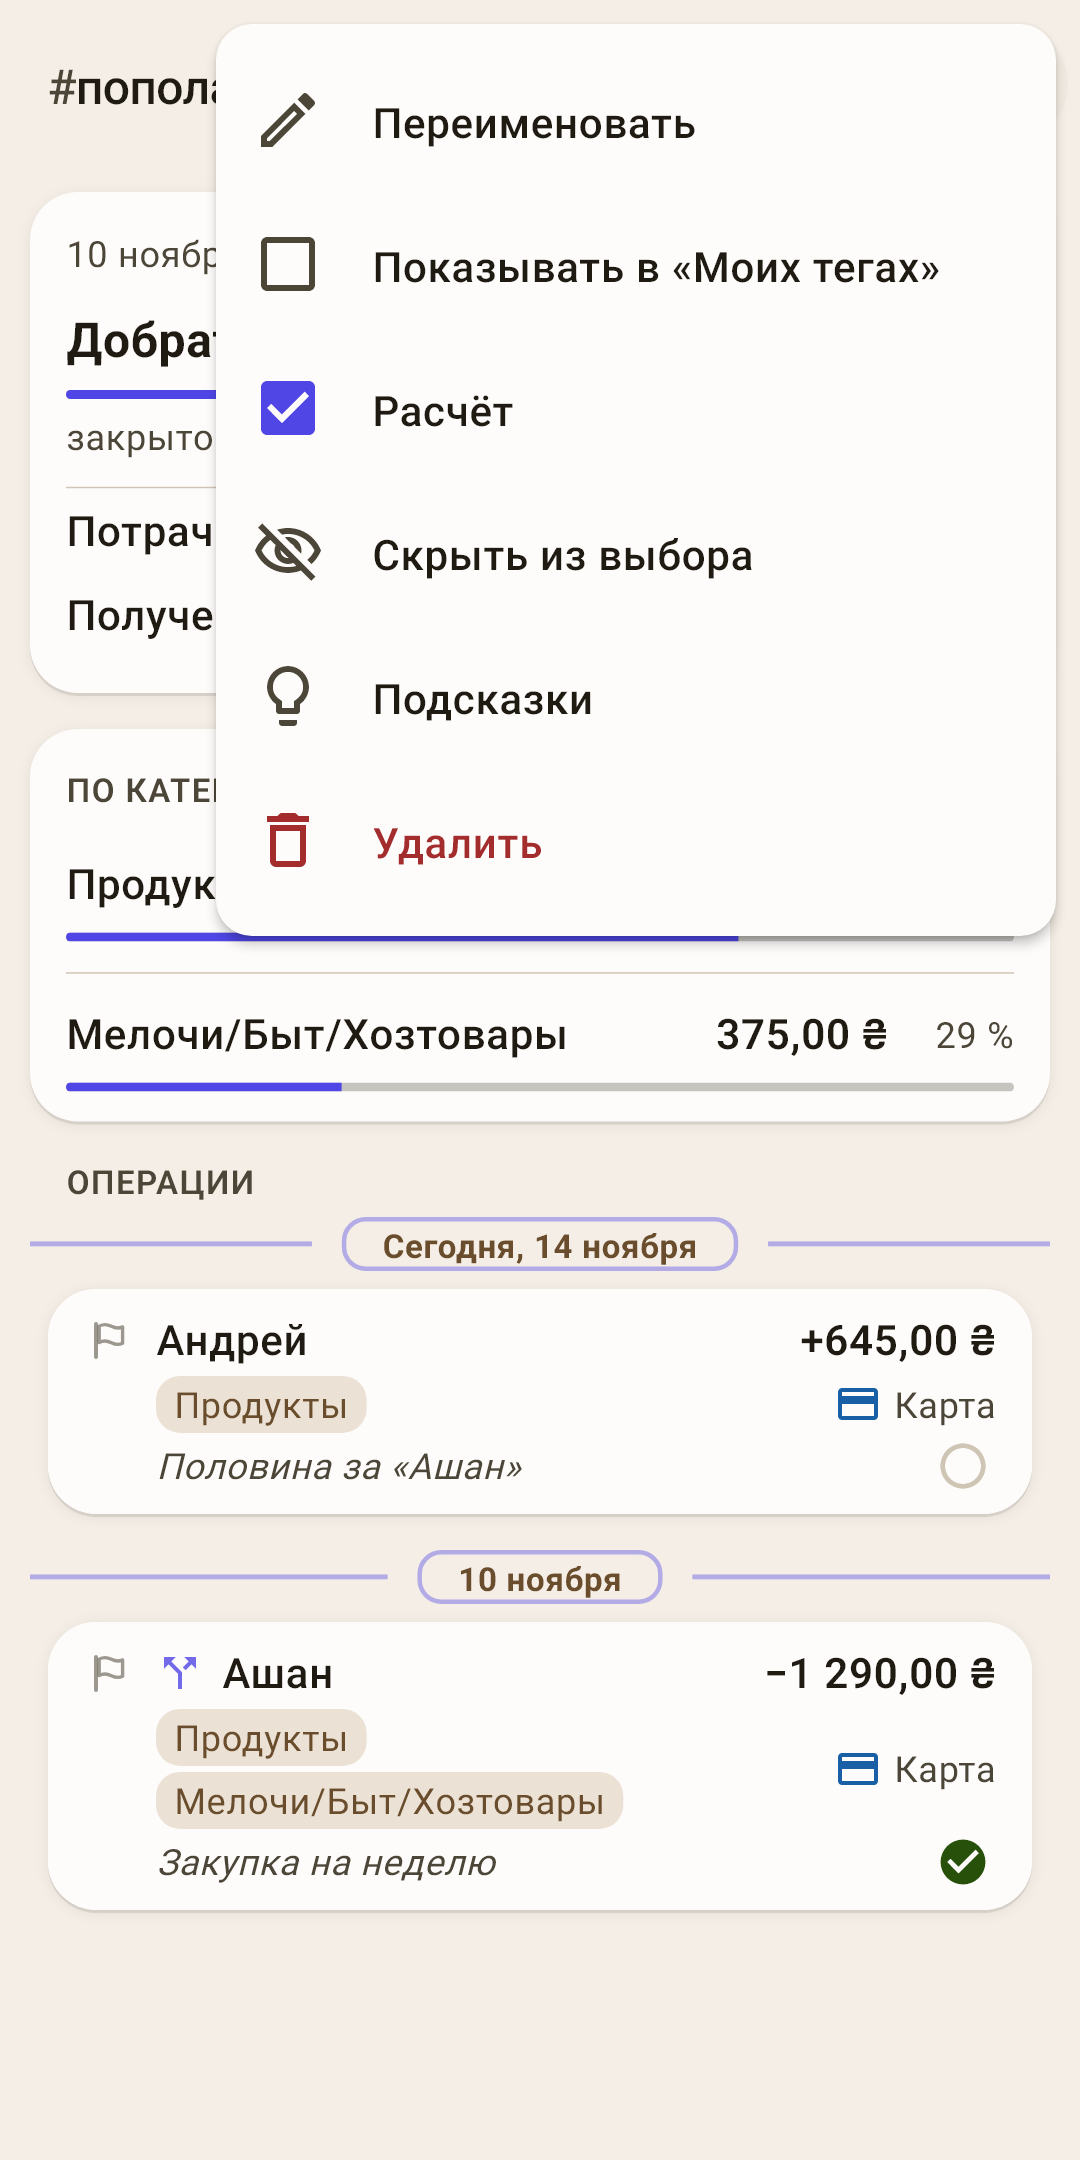 #попол
Переименовать
Показывать в «Моих тегах»
Расчёт
Скрыть из выбора
Подсказки
Удалить
10 ноябр
Добра
закрыто
Потрач
Получе
ПО КАТЕ
Продук
Мелочи/Быт/Хозтовары 375,00 ₴ 29 %
ОПЕРАЦИИ
Сегодня, 14 ноября
Андрей +645,00 ₴
Продукты Карта
Половина за «Ашан»
10 ноября
Ашан −1 290,00 ₴
Продукты
Мелочи/Быт/Хозтовары Карта
Закупка на неделю